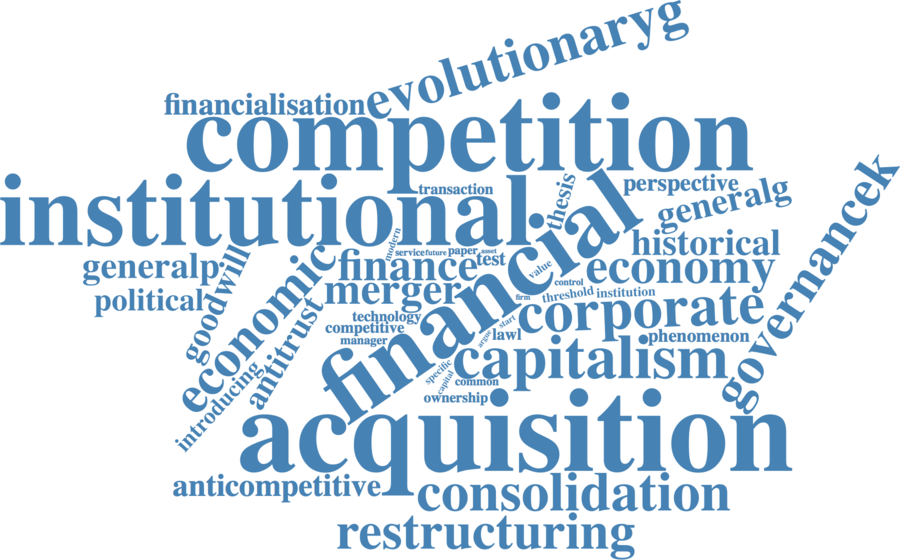 evolutionaryg
financialisation
competition
institutional
transaction
thesis
perspective
generalg
governancek
historical
modern
service
future
paper
asset
test
value
finance
economy
control
generalp
goodwill
political
economic
merger
financial
firm
threshold
institution
corporate
technology
competitive
manager
antitrust
start
argue
lawl
phenomenon
capitalism
introducing
specific
capital
common
ownership
acquisition
anticompetitive
consolidation
restructuring